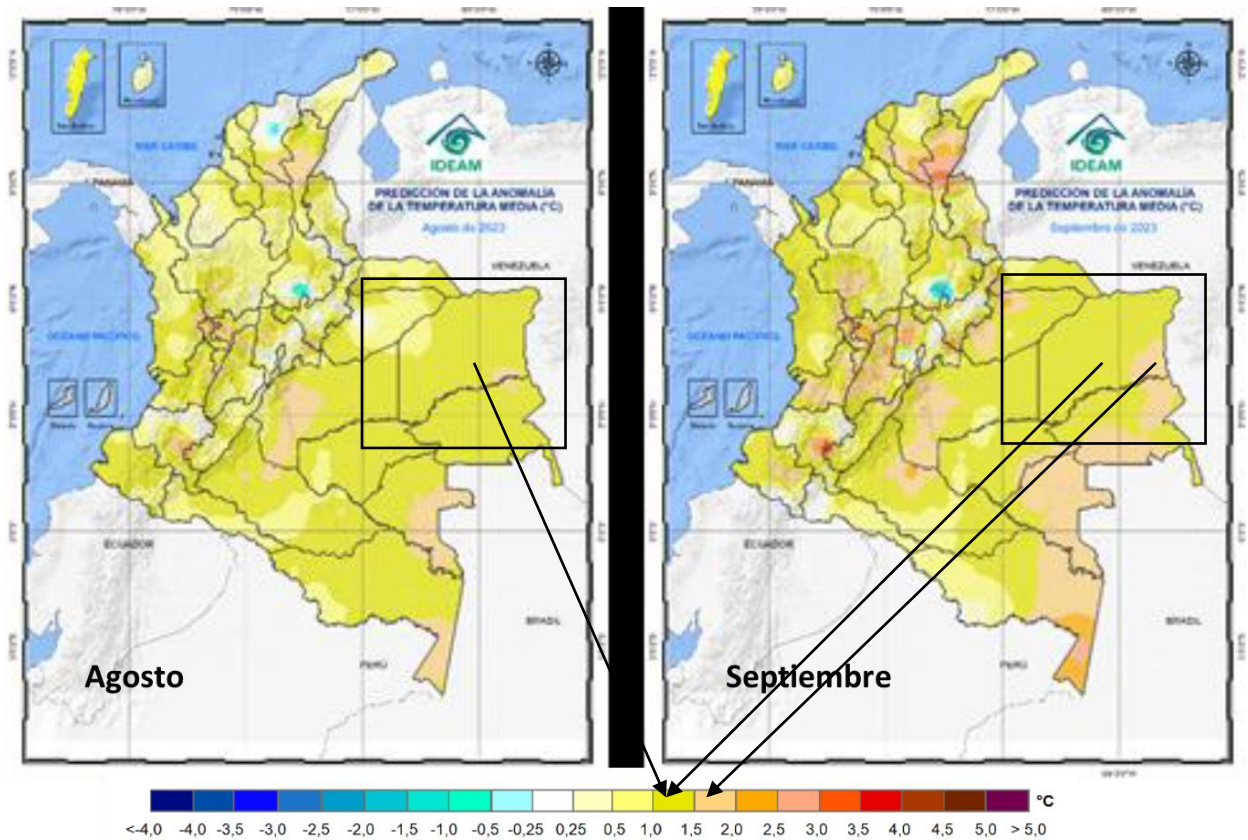 MAR CARIBE
PANAMÁ
IDEAM
PREDICCIÓN DE LA ANOMALÍA
DE LA TEMPERATURA MEDIA (°C)
Agosto de 2023
VENEZUELA
OCÉANO PACÍFICO
ECUADOR
PERÚ
BRASIL
Agosto
MAR CARIBE
PANAMÁ
IDEAM
PREDICCIÓN DE LA ANOMALÍA
DE LA TEMPERATURA MEDIA (°C)
Septiembre de 2023
VENEZUELA
OCÉANO PACÍFICO
ECUADOR
PERÚ
BRASIL
Septiembre
°C
<-4,0 -4,0 -3,5 -3,0 -2,5 -2,0 -1,5 -1,0 -0,5 -0,25 0,25 0,5 1,0 1,5 2,0 2,5 3,0 3,5 4,0 4,5 5,0 > 5,0